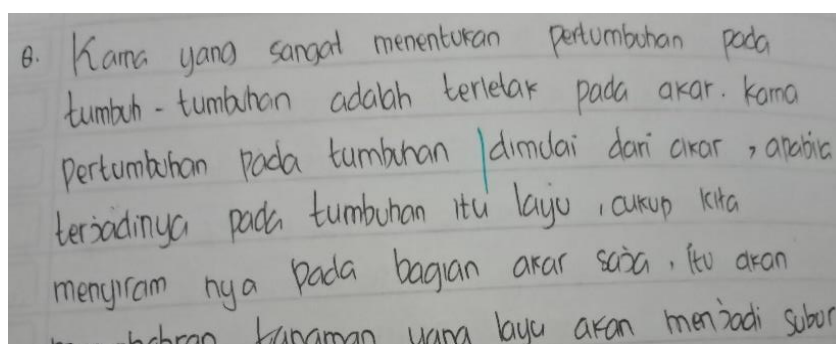 8. Karna yang sangat menentukan pertumbuhan pada
tumbuh - tumbuhan adalah terletak pada akar. karna
pertumbuhan pada tumbuhan dimulai dari akar, apabila
terjadinya pada tumbuhan itu layu, cukup kita
menyiram nya pada bagian akar saja, itu akan
tanaman yang layu akan menjadi subur